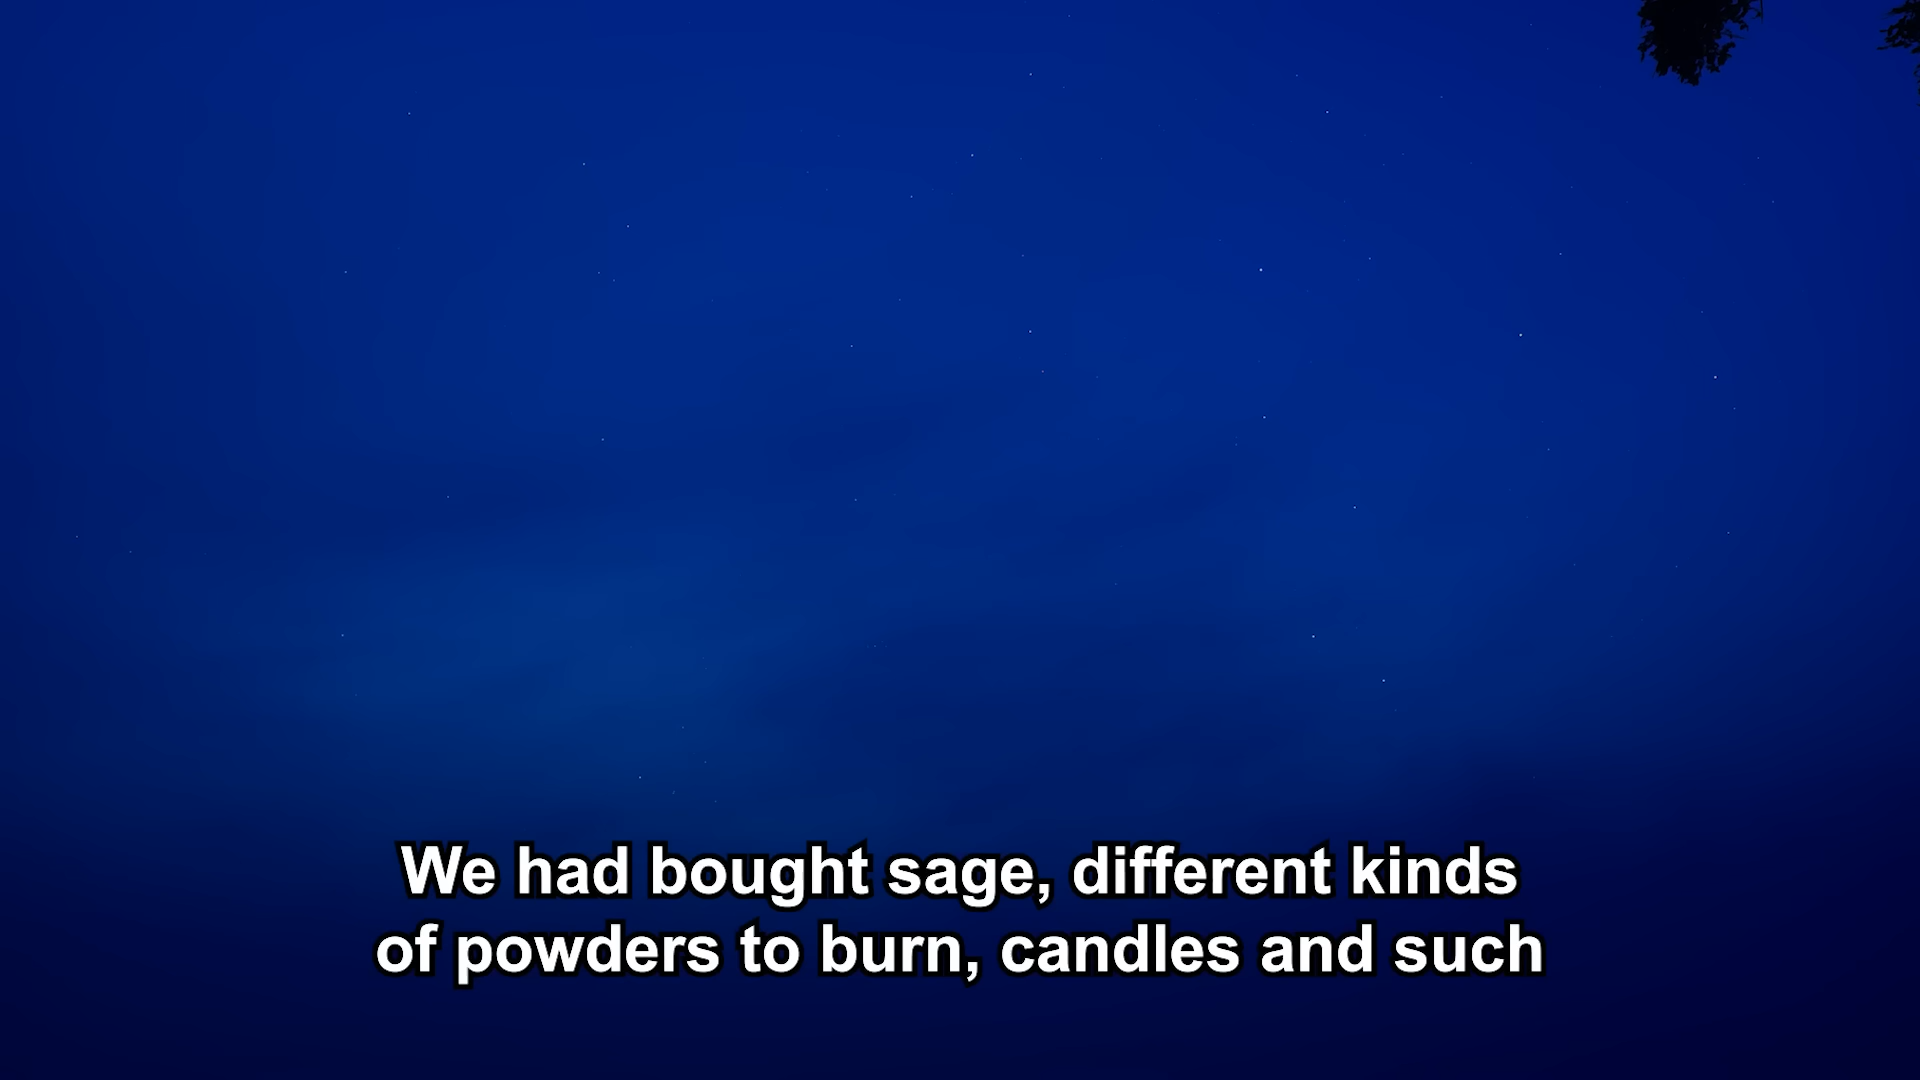 We had bought sage, different kinds
of powders to burn, candles and such